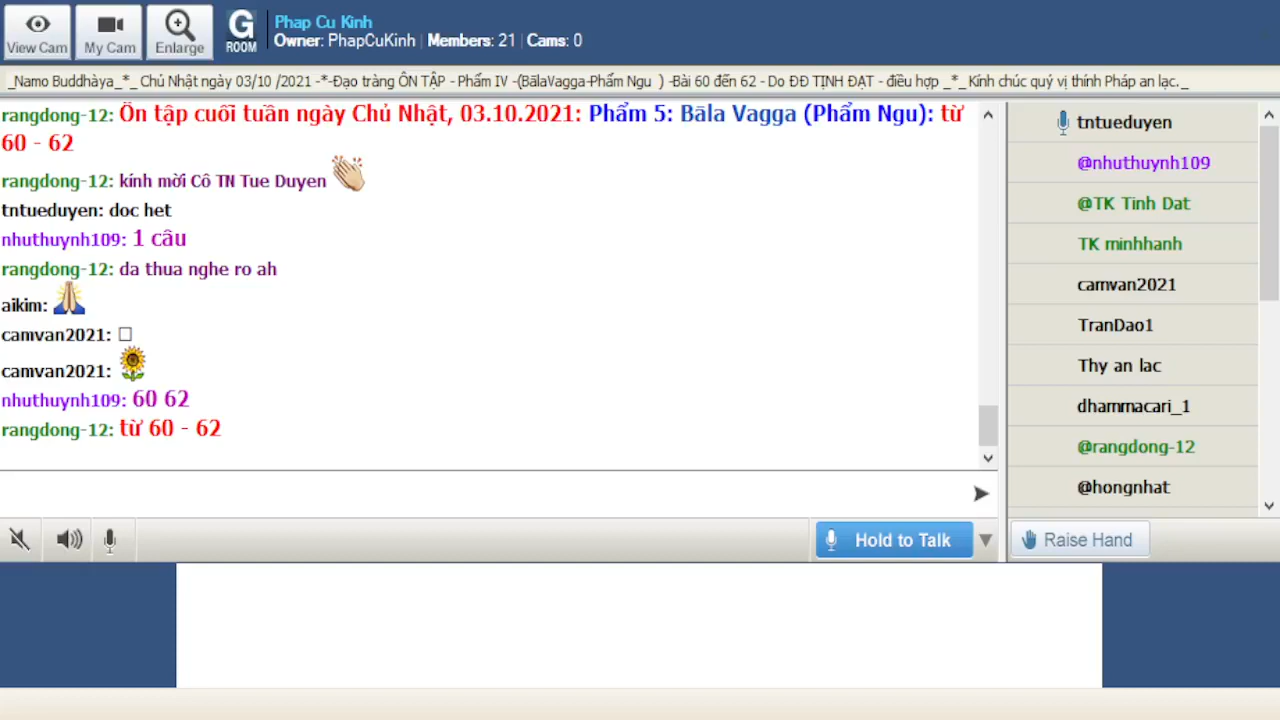 View Cam
My Cam
Enlarge
G
ROOM
Phap Cu Kinh
Owner: PhapCuKinh | Members: 21 | Cams: 0
_Namo Buddhàya_*_ Chú Nhật ngày 03/10 /2021 -*-Đạo tràng ÔN TẬP - Phẩm IV -(BālaVagga-Phẩm Ngu ) -Bài 60 đến 62 - Do ĐĐ TỊNH ĐẠT - điều hợp _*_ Kính chúc quý vị thính Pháp an lạc._
rangdong-12: Ôn tập cuối tuần ngày Chủ Nhật, 03.10.2021: Phẩm 5: Bāla Vagga (Phẩm Ngu): từ
60 - 62
rangdong-12: kính mời Cô TN Tue Duyen
tntueduyen: doc het
nhuthuynh109: 1 câu
rangdong-12: da thua nghe ro ah
aikim:
camvan2021: □
camvan2021:
nhuthuynh109: 60 62
rangdong-12: từ 60 - 62
tntueduyen
@nhuthuynh109
@TK Tinh Dat
TK minhhanh
camvan2021
TranDao1
Thy an lac
dhammacari_1
@rangdong-12
@hongnhat
Hold to Talk
Raise Hand